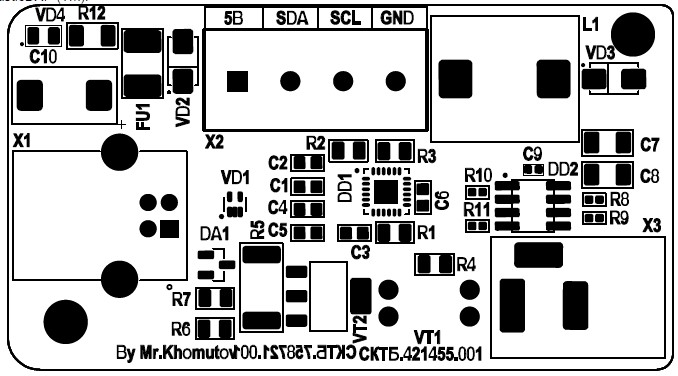 VD4 R12 5В SDA SCL GND L1
C10 VD3
FU1 VD2
X1 X2 R2 R3 C7
C2 C9 DD2
VD1 C1 DD1 R10 C8
C4 C6 R8
R11 R9
DA1 R5 C5 C3 R1 X3
R4
R7
R6 VT2 VT1
By Mr.Khomutov СКТБ.758721.001 СКТБ.421455.001